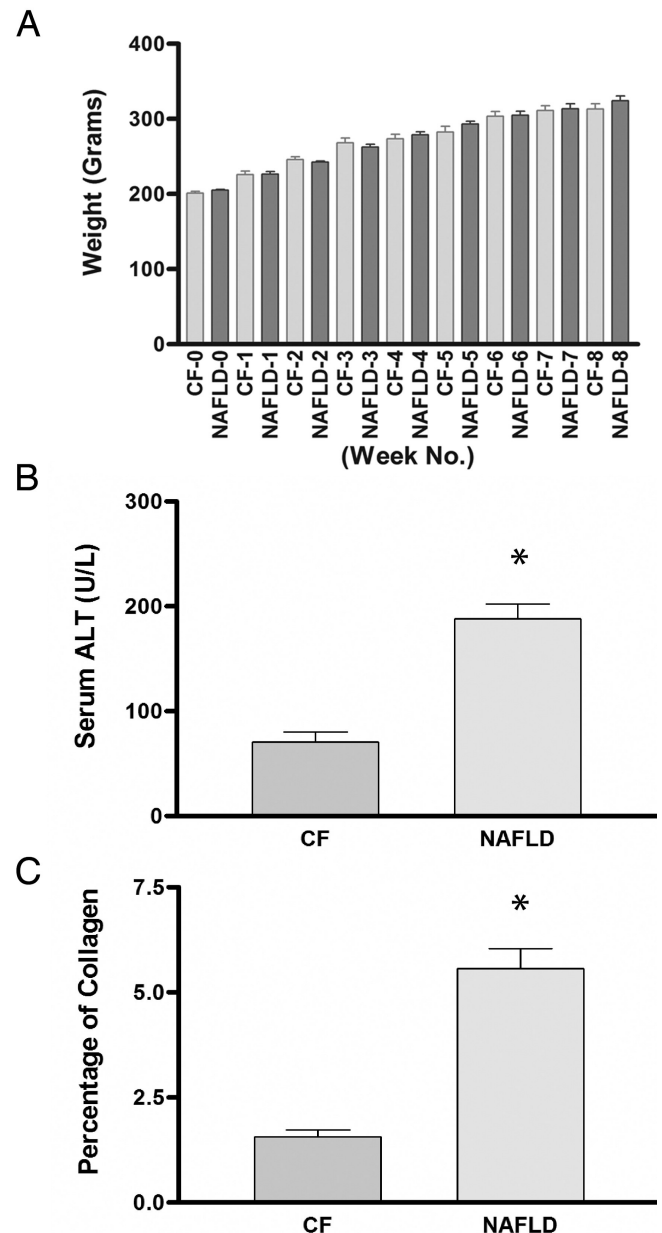 A
Weight (Grams)
400
300
200
100
0
CF-0
NAFLD-0
CF-1
NAFLD-1
CF-2
NAFLD-2
CF-3
NAFLD-3
CF-4
NAFLD-4
CF-5
NAFLD-5
CF-6
NAFLD-6
CF-7
NAFLD-7
CF-8
NAFLD-8
(Week No.)
B
Serum ALT (U/L)
300
200
100
0
*
CF
NAFLD
C
Percentage of Collagen
7.5
5.0
2.5
0.0
*
CF
NAFLD